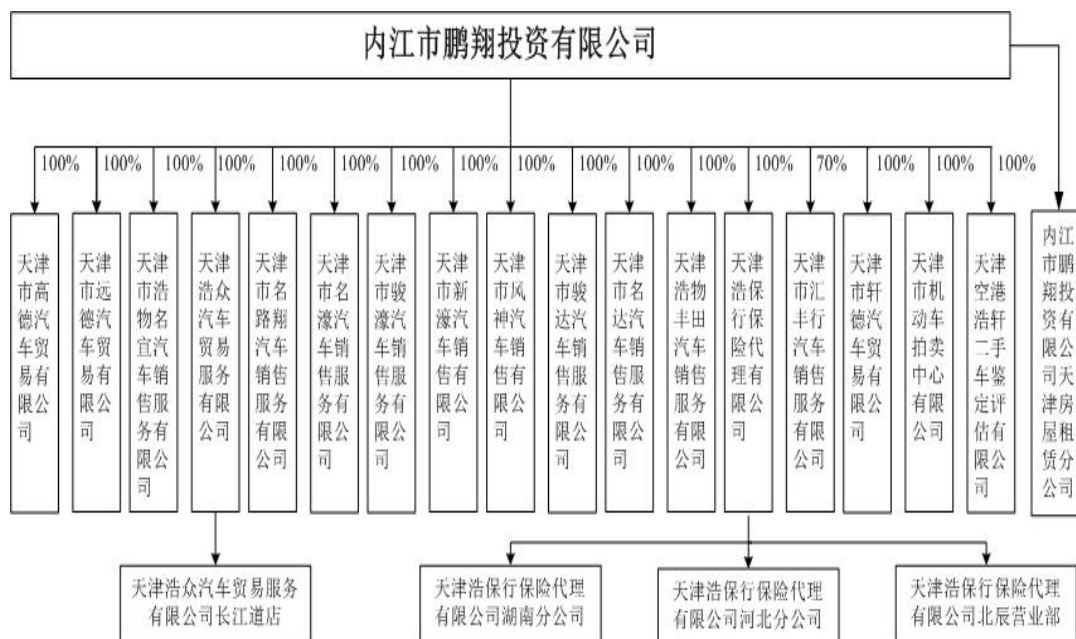 内江市鹏翔投资有限公司
100% 100% 100% 100% 100% 100% 100% 100% 100% 100% 100% 100% 100% 70% 100% 100% 100%
天津市高德汽车贸易有限公司
天津市远德汽车贸易有限公司
天津市浩物名宜汽车销售服务有限公司
天津浩众汽车贸易服务有限公司
天津市名路翔汽车销售服务有限公司
天津市名濠汽车销售服务有限公司
天津市骏濠汽车销售服务有限公司
天津市新濠汽车销售有限公司
天津市风神汽车销售有限公司
天津市骏达汽车销售服务有限公司
天津市名达汽车销售有限公司
天津浩物丰田汽车销售服务有限公司
天津浩保行保险代理有限公司
天津市汇丰行汽车销售服务有限公司
天津市轩德汽车贸易有限公司
天津市机动车拍卖中心有限公司
天津空港浩轩二手车鉴定评估有限公司
内江市鹏翔投资有限公司天津房屋租赁分公司
天津浩众汽车贸易服务
有限公司长江道店
天津浩保行保险代理
有限公司湖南分公司
天津浩保行保险代理
有限公司河北分公司
天津浩保行保险代理
有限公司北辰营业部